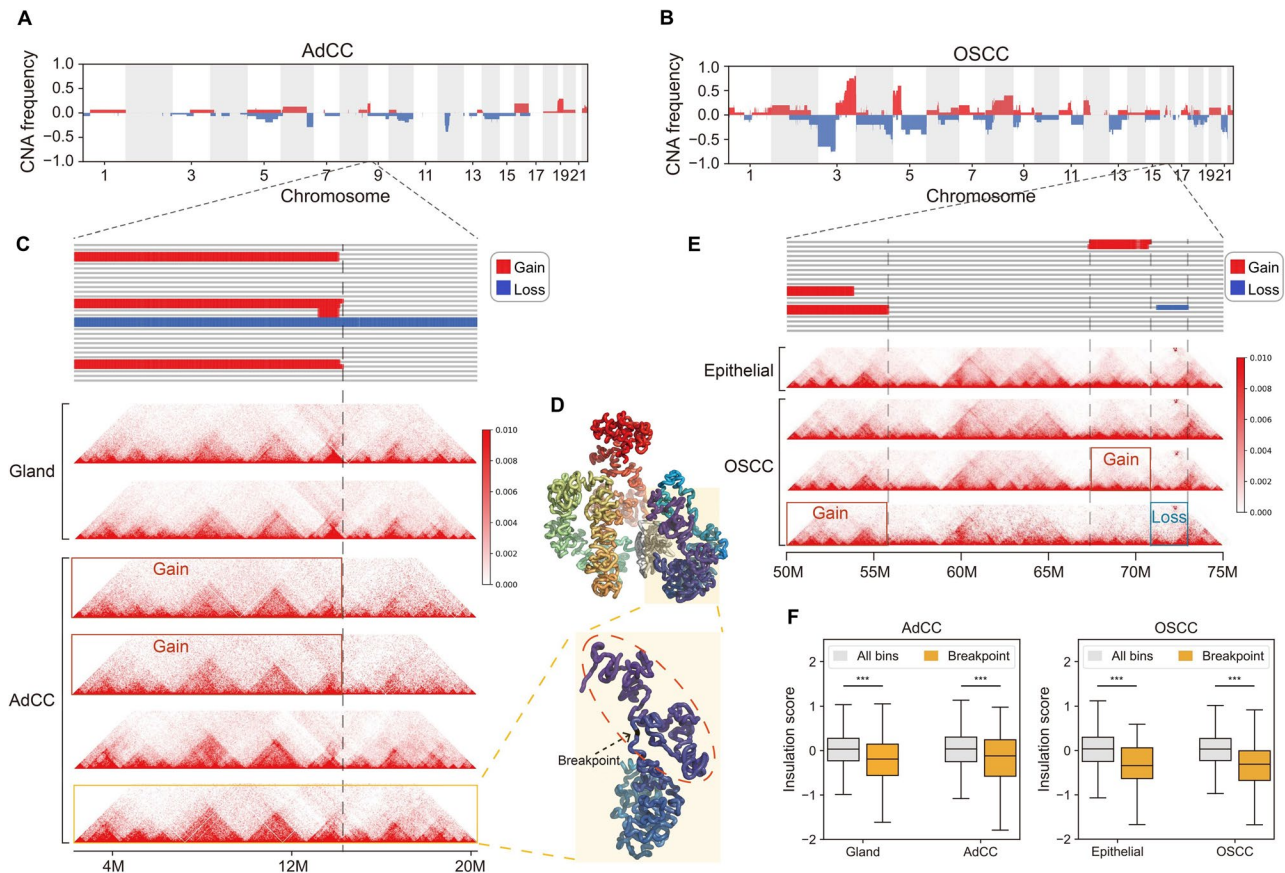 A
AdCC
CNA frequency
1.0
0.5
0.0
−0.5
−1.0
1 3 5 7 9 11 13 15 17 19 21
Chromosome
B
OSCC
CNA frequency
1.0
0.5
0.0
−0.5
−1.0
1 3 5 7 9 11 13 15 17 19 21
Chromosome
C
Gain
Loss
Gland
0.010
0.008
0.006
0.004
0.002
0.000
AdCC
Gain
Gain
4M 12M 20M
D
Breakpoint
E
Gain
Loss
Epithelial
OSCC
0.010
0.008
0.006
0.004
0.002
0.000
Gain
Gain
Loss
50M 55M 60M 65M 70M 75M
F
AdCC
All bins Breakpoint
Insulation score
2
1
0
−1
−2
*** ***
Gland AdCC
OSCC
All bins Breakpoint
Insulation score
2
1
0
−1
−2
*** ***
Epithelial OSCC